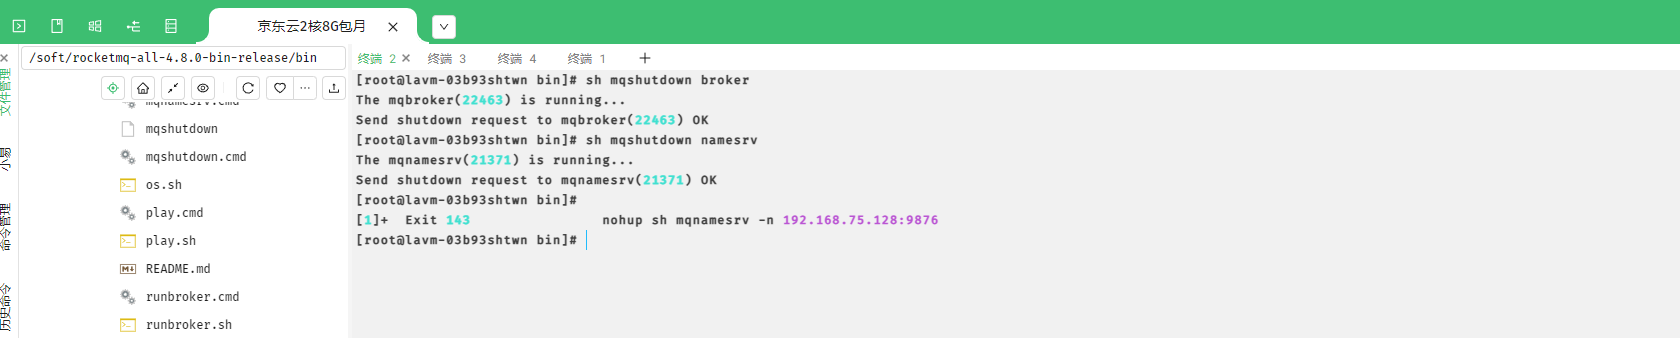 京东云2核8G包月
/soft/rocketmq-all-4.8.0-bin-release/bin
终端 2
终端 3
终端 4
终端 1
文件管理
小易
命令管理
历史命令
mqnamesrv.cmd
mqshutdown
mqshutdown.cmd
os.sh
play.cmd
play.sh
README.md
runbroker.cmd
runbroker.sh
[root@lavm-03b93shtwn bin]# sh mqshutdown broker
The mqbroker(22463) is running...
Send shutdown request to mqbroker(22463) OK
[root@lavm-03b93shtwn bin]# sh mqshutdown namesrv
The mqnamesrv(21371) is running...
Send shutdown request to mqnamesrv(21371) OK
[root@lavm-03b93shtwn bin]#
[1]+  Exit 143                nohup sh mqnamesrv -n 192.168.75.128:9876
[root@lavm-03b93shtwn bin]#